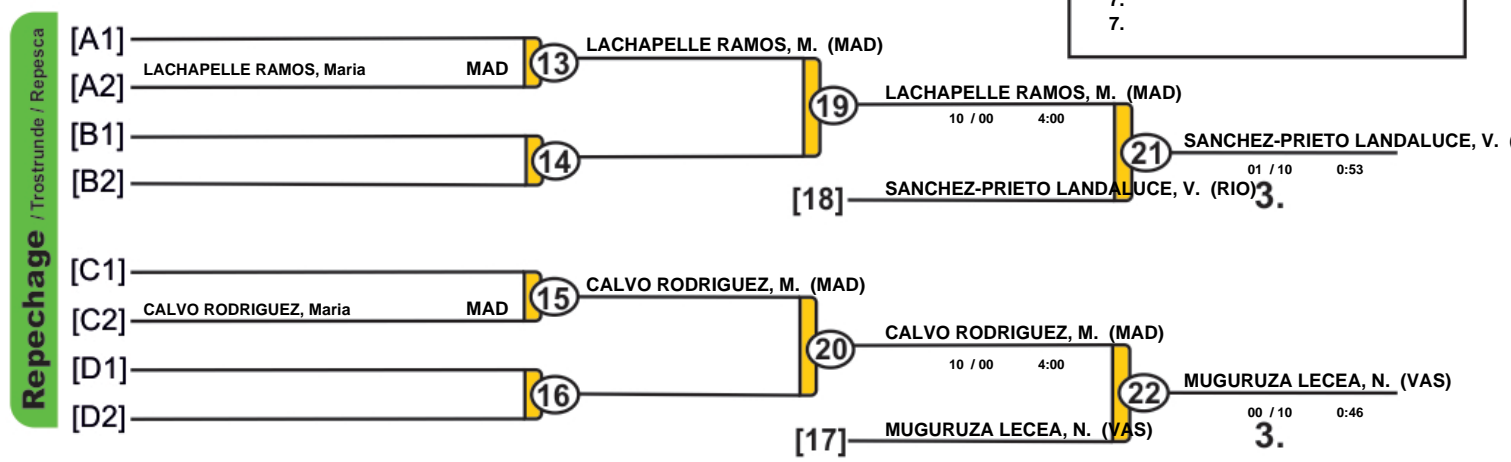 7.
7.
Repechage / Trostrunde / Repesca
[A1]
LACHAPELLE RAMOS, Maria MAD
[A2]
13
LACHAPELLE RAMOS, M. (MAD)
[B1]
[B2]
14
19
LACHAPELLE RAMOS, M. (MAD)
10 / 00 4:00
[18]
SANCHEZ-PRIETO LANDALUCE, V. (RIO)
21
SANCHEZ-PRIETO LANDALUCE, V. (
01 / 10 0:53
3.
[C1]
CALVO RODRIGUEZ, Maria MAD
[C2]
15
CALVO RODRIGUEZ, M. (MAD)
[D1]
[D2]
16
20
CALVO RODRIGUEZ, M. (MAD)
10 / 00 4:00
[17]
MUGURUZA LECEA, N. (VAS)
22
MUGURUZA LECEA, N. (VAS)
00 / 10 0:46
3.